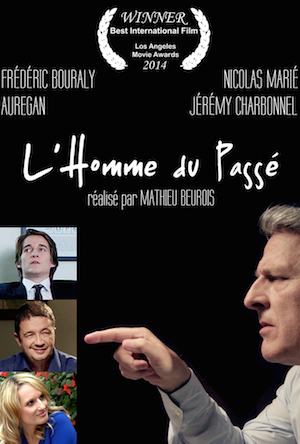 WINNER
Best International Film
Los Angeles
Movie Awards
2014
FRÉDÉRIC BOURALY
NICOLAS MARIÉ
AUREGAN
JÉRÉMY CHARBONNEL
L'Homme du Passé
réalisé par MATHIEU BEUROIS